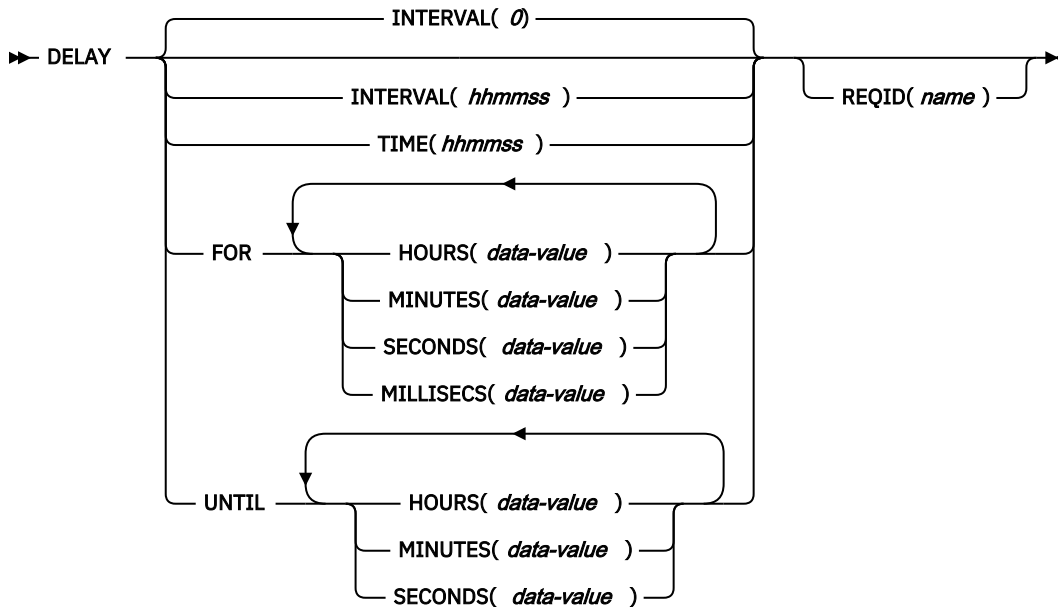 INTERVAL( 0)
DELAY
INTERVAL( hhmmss )
REQID( name )
TIME( hhmmss )
FOR
HOURS( data-value )
MINUTES( data-value )
SECONDS( data-value )
MILLISECS( data-value )
UNTIL
HOURS( data-value )
MINUTES( data-value )
SECONDS( data-value )